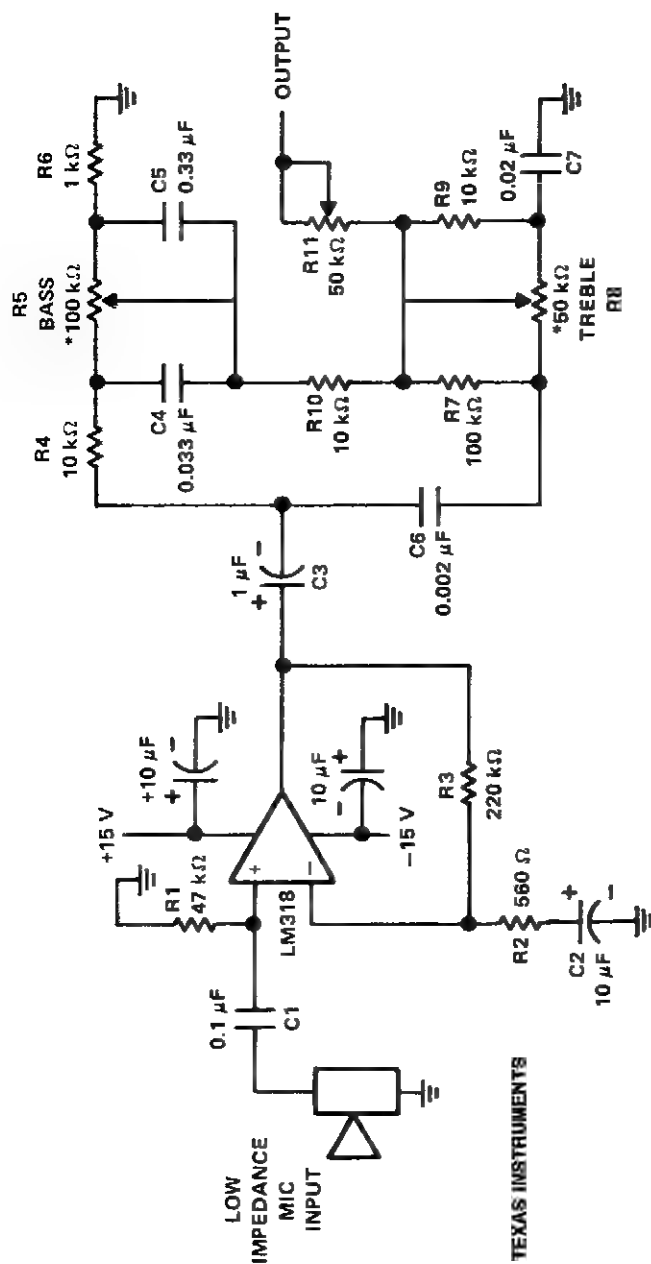 LOW
IMPEDANCE
MIC
INPUT
0.1 μF
C1
R1
47 kΩ
+15 V
+10 μF
+
−
LM318
+
−
10 μF
−
+
−15 V
R3
220 kΩ
R2
560 Ω
C2
10 μF
+
−
1 μF
+
−
C3
R4
10 kΩ
R5
BASS
*100 kΩ
R6
1 kΩ
C4
0.033 μF
C5
0.33 μF
R10
10 kΩ
R11
50 kΩ
OUTPUT
C6
0.002 μF
R7
100 kΩ
R9
10 kΩ
0.02 μF
C7
*50 kΩ
TREBLE
R8
TEXAS INSTRUMENTS